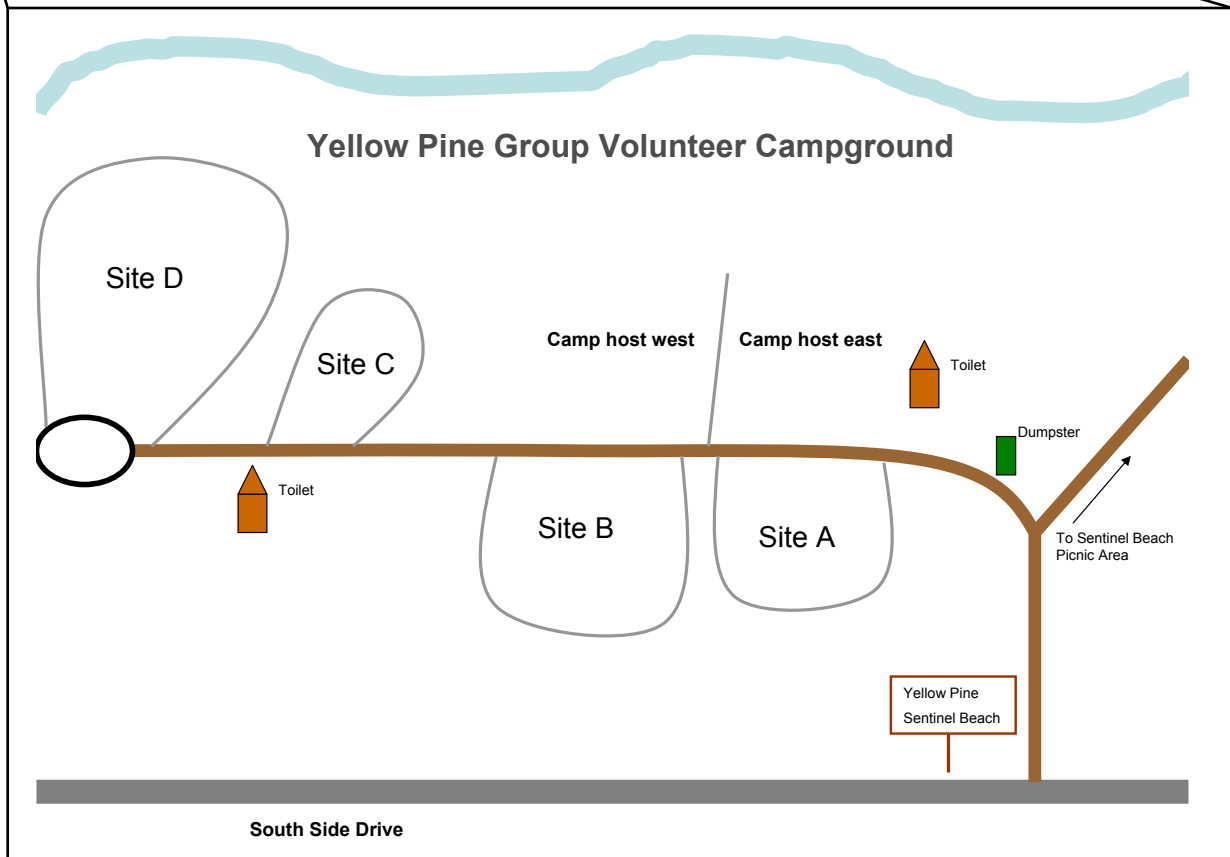 Yellow Pine Group Volunteer Campground
Site D
Camp host west
Camp host east
Site C
Toilet
Dumpster
Toilet
Site B
Site A
To Sentinel Beach
Picnic Area
Yellow Pine
Sentinel Beach
South Side Drive